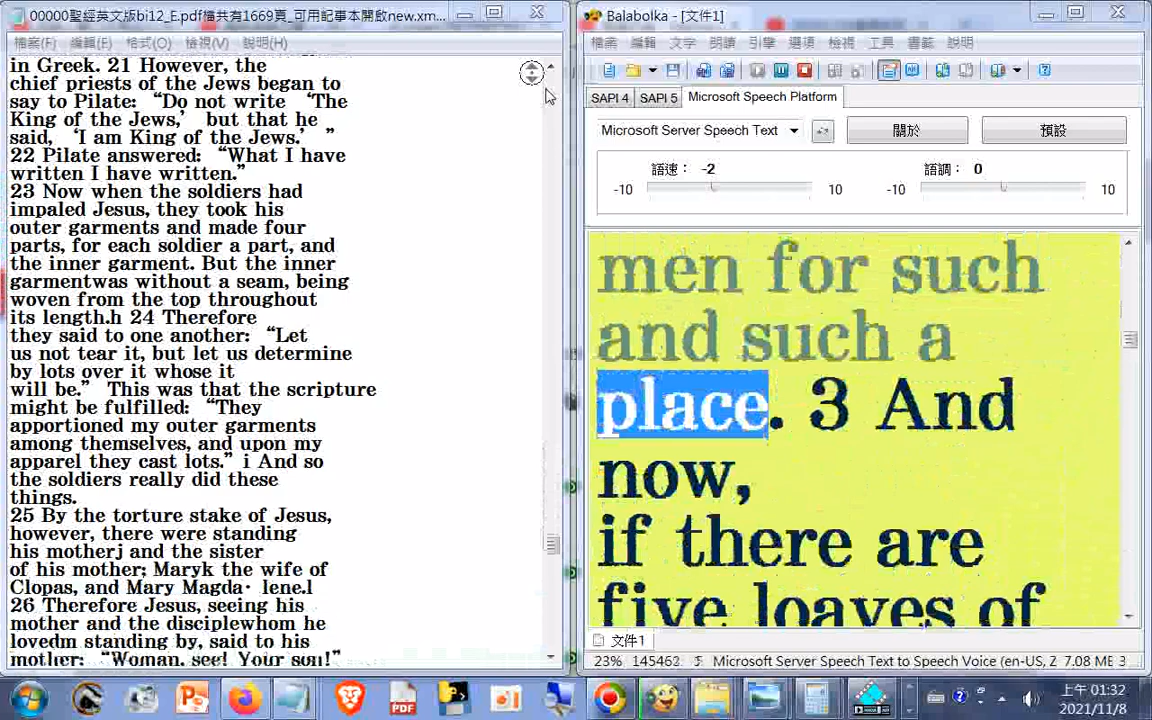 00000聖經英文版bi12_E.pdf檔共有1669頁_可用記事本開啟new.xm...
檔案(F) 編輯(E) 格式(O) 檢視(V) 說明(H)
in Greek. 21 However, the
chief priests of the Jews began to
say to Pilate: “Do not write ‘The
King of the Jews,’ but that he
said, ‘I am King of the Jews.’ ”
22 Pilate answered: “What I have
written I have written.”
23 Now when the soldiers had
impaled Jesus, they took his
outer garments and made four
parts, for each soldier a part, and
the inner garment. But the inner
garmentwas without a seam, being
woven from the top throughout
its length.h 24 Therefore
they said to one another: “Let
us not tear it, but let us determine
by lots over it whose it
will be.” This was that the scripture
might be fulfilled: “They
apportioned my outer garments
among themselves, and upon my
apparel they cast lots.” i And so
the soldiers really did these
things.
25 By the torture stake of Jesus,
however, there were standing
his motherj and the sister
of his mother; Maryk the wife of
Clopas, and Mary Magda· lene.l
26 Therefore Jesus, seeing his
mother and the disciplewhom he
lovedm standing by, said to his
mother: “Woman, see! Your son!”
Balabolka - [文件1]
檔案 編輯 文字 閱讀 引擎 選項 檢視 工具 書籤 說明
SAPI 4 SAPI 5 Microsoft Speech Platform
Microsoft Server Speech Text 關於 預設
語速： -2 語調： 0
-10 10 -10 10
men for such
and such a
place. 3 And
now,
if there are
five loaves of
文件1
23% 145462 Microsoft Server Speech Text to Speech Voice (en-US, Z 7.08 MB 3
PDF
上午 01:32
2021/11/8